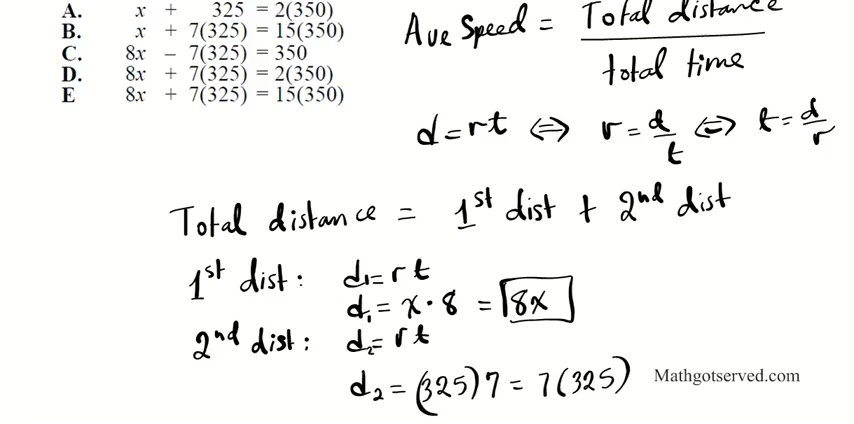 A. x + 325 = 2(350)
B. x + 7(325) = 15(350)
C. 8x – 7(325) = 350
D. 8x + 7(325) = 2(350)
E 8x + 7(325) = 15(350)
Ave Speed = Total distance / total time
d = rt ⇔ r = d/t ⇔ t = d/r
Total distance = 1st dist + 2nd dist
1st dist: d₁ = rt
d₁ = x · 8 = 8x
2nd dist: d₂ = rt
d₂ = (325)7 = 7(325)
Mathgotserved.com